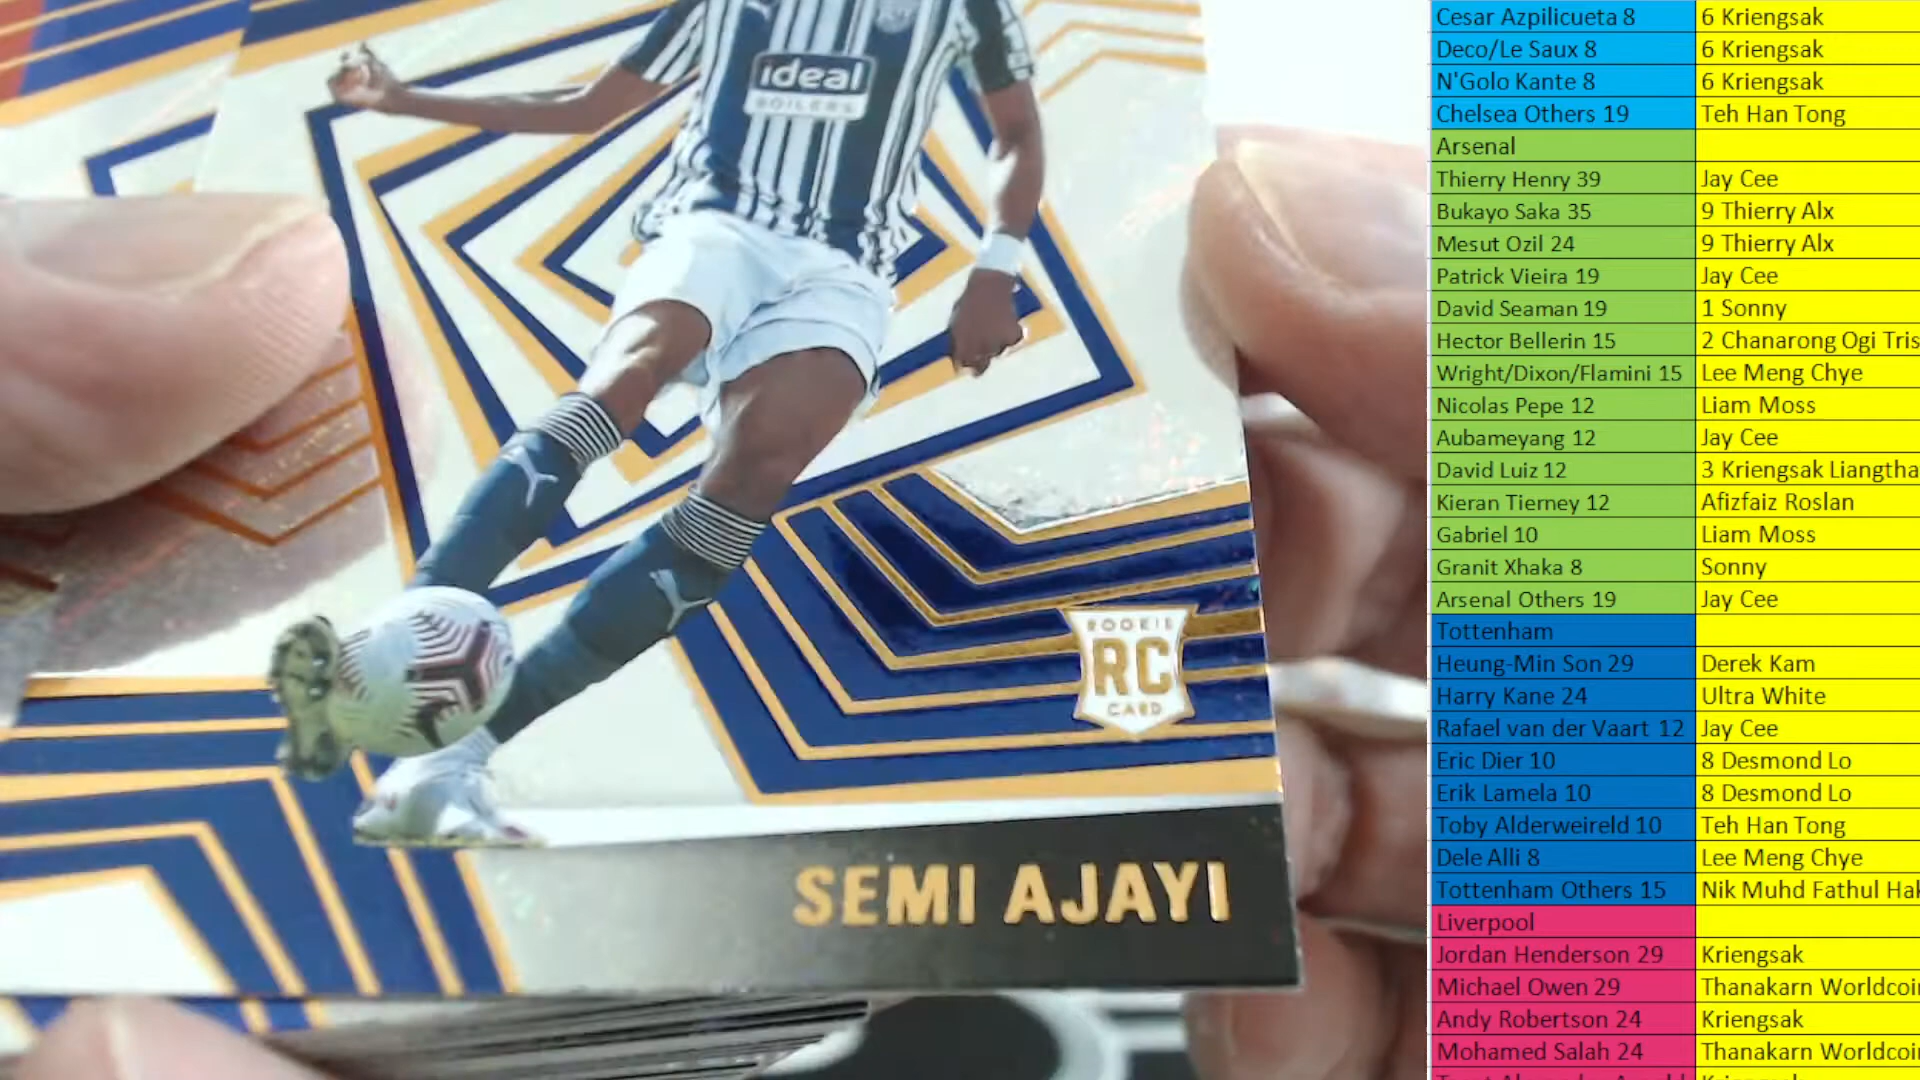 ideal
BOILERS
ROOKIE
RC
CARD
SEMI AJAYI
Cesar Azpilicueta 8 6 Kriengsak
Deco/Le Saux 8 6 Kriengsak
N'Golo Kante 8 6 Kriengsak
Chelsea Others 19 Teh Han Tong
Arsenal
Thierry Henry 39 Jay Cee
Bukayo Saka 35 9 Thierry Alx
Mesut Ozil 24 9 Thierry Alx
Patrick Vieira 19 Jay Cee
David Seaman 19 1 Sonny
Hector Bellerin 15 2 Chanarong Ogi Tris
Wright/Dixon/Flamini 15 Lee Meng Chye
Nicolas Pepe 12 Liam Moss
Aubameyang 12 Jay Cee
David Luiz 12 3 Kriengsak Liangtha
Kieran Tierney 12 Afizfaiz Roslan
Gabriel 10 Liam Moss
Granit Xhaka 8 Sonny
Arsenal Others 19 Jay Cee
Tottenham
Heung-Min Son 29 Derek Kam
Harry Kane 24 Ultra White
Rafael van der Vaart 12 Jay Cee
Eric Dier 10 8 Desmond Lo
Erik Lamela 10 8 Desmond Lo
Toby Alderweireld 10 Teh Han Tong
Dele Alli 8 Lee Meng Chye
Tottenham Others 15 Nik Muhd Fathul Hak
Liverpool
Jordan Henderson 29 Kriengsak
Michael Owen 29 Thanakarn Worldcoin
Andy Robertson 24 Kriengsak
Mohamed Salah 24 Thanakarn Worldcoin